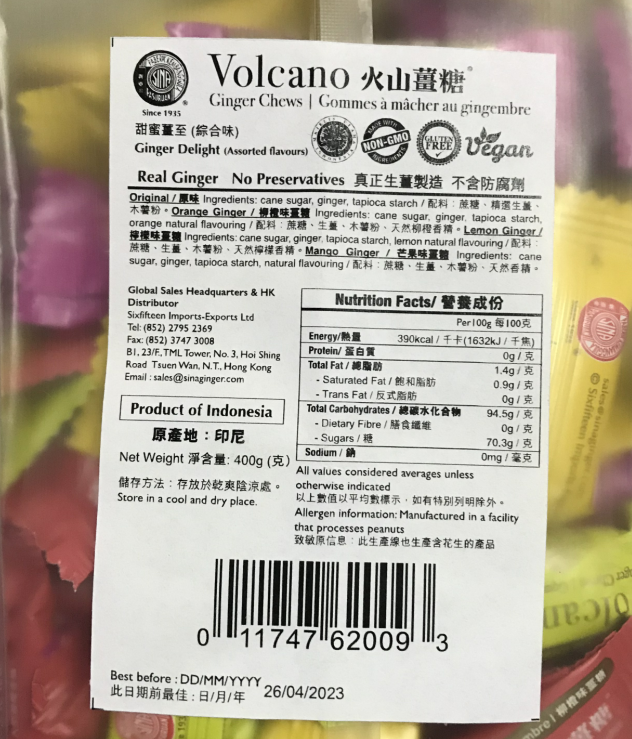 Volcano 火山薑糖
Ginger Chews | Gommes à mâcher au gingembre
SINA
Since 1935
甜蜜薑至 (綜合味)
Ginger Delight (Assorted flavours)
MADE WITH
NON-GMO
INGREDIENTS
GLUTEN
FREE
Vegan
Real Ginger No Preservatives 真正生薑製造 不含防腐劑
Original / 原味 Ingredients: cane sugar, ginger, tapioca starch / 配料：蔗糖、精選生薑、
木薯粉。Orange Ginger / 柳橙味薑糖 Ingredients: cane sugar, ginger, tapioca starch,
orange natural flavouring / 配料：蔗糖、生薑、木薯粉、天然柳橙香精。Lemon Ginger /
檸檬味薑糖 Ingredients: cane sugar, ginger, tapioca starch, lemon natural flavouring / 配料：
蔗糖、生薑、木薯粉、天然檸檬香精。Mango Ginger / 芒果味薑糖 Ingredients: cane
sugar, ginger, tapioca starch, natural flavouring / 配料：蔗糖、生薑、木薯粉、天然香精。
Global Sales Headquarters & HK
Distributor
Sixfifteen Imports-Exports Ltd
Tel: (852) 2795 2369
Fax: (852) 3747 3008
B1, 23/F, TML Tower, No. 3, Hoi Shing
Road Tsuen Wan, N.T., Hong Kong
Email : sales@sinaginger.com
Product of Indonesia
原產地：印尼
Net Weight 淨含量: 400g (克)
儲存方法：存放於乾爽陰涼處。
Store in a cool and dry place.
Nutrition Facts/ 營養成份
Per100g 每100克
Energy/熱量 390kcal / 千卡(1632kJ / 千焦)
Protein/ 蛋白質 0g / 克
Total Fat / 總脂肪 1.4g / 克
- Saturated Fat / 飽和脂肪 0.9g / 克
- Trans Fat / 反式脂肪 0g / 克
Total Carbohydrates / 總碳水化合物 94.5g / 克
- Dietary Fibre / 膳食纖維 0g / 克
- Sugars / 糖 70.3g / 克
Sodium / 鈉 0mg / 毫克
All values considered averages unless
otherwise indicated
以上數值以平均數標示，如有特別列明除外。
Allergen information: Manufactured in a facility
that processes peanuts
致敏原信息：此生產線也生產含花生的產品
0 11747 62009 3
Best before : DD/MM/YYYY
此日期前最佳 : 日/月/年 26/04/2023